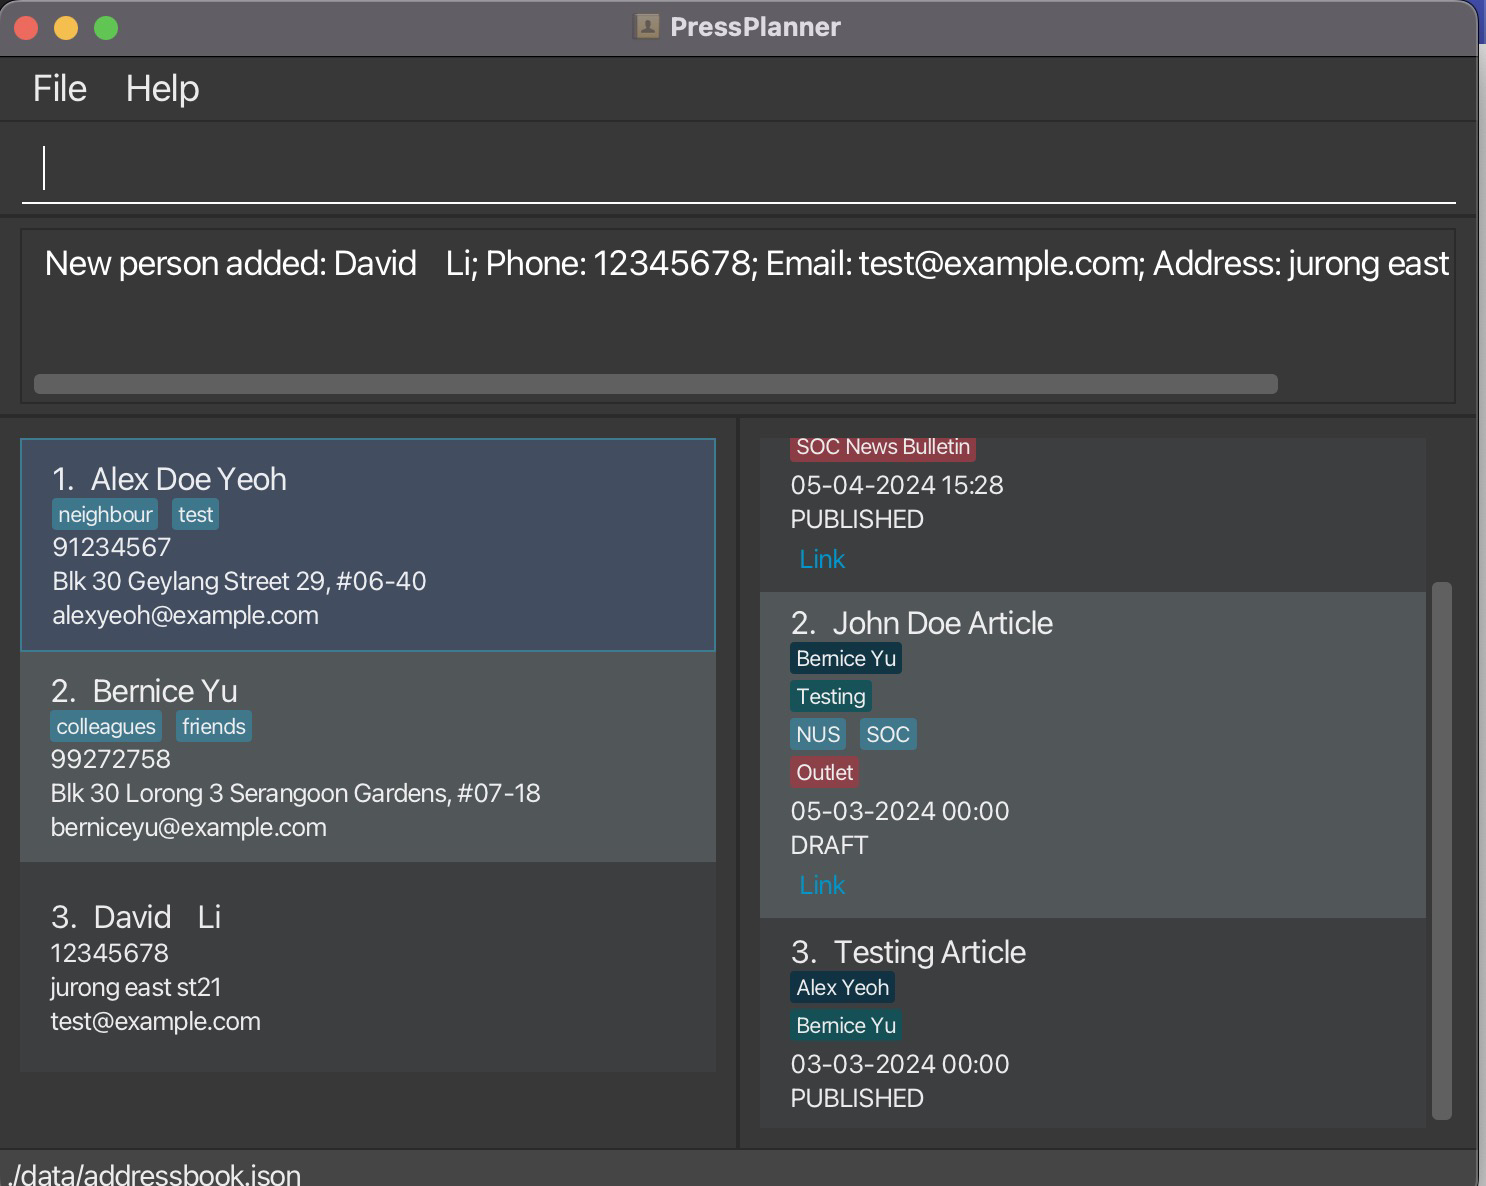 PressPlanner
File Help
New person added: David    Li; Phone: 12345678; Email: test@example.com; Address: jurong east
1. Alex Doe Yeoh
neighbour test
91234567
Blk 30 Geylang Street 29, #06-40
alexyeoh@example.com
2. Bernice Yu
colleagues friends
99272758
Blk 30 Lorong 3 Serangoon Gardens, #07-18
berniceyu@example.com
3. David    Li
12345678
jurong east st21
test@example.com
SOC News Bulletin
05-04-2024 15:28
PUBLISHED
Link
2. John Doe Article
Bernice Yu
Testing
NUS SOC
Outlet
05-03-2024 00:00
DRAFT
Link
3. Testing Article
Alex Yeoh
Bernice Yu
03-03-2024 00:00
PUBLISHED
./data/addressbook.json